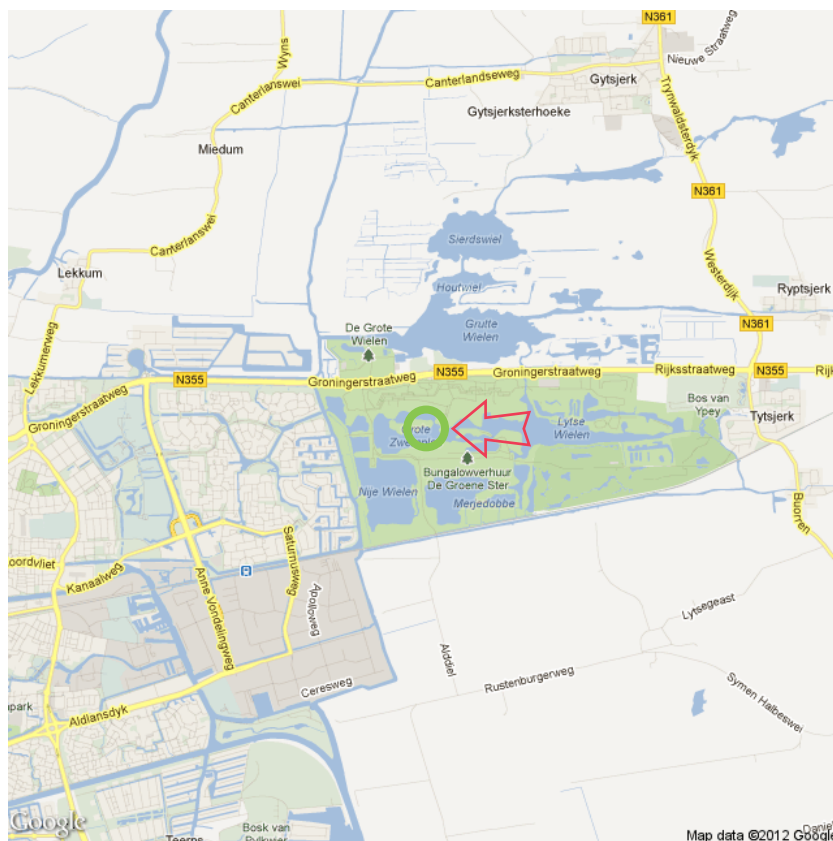 N361
Nieuwe Straatweg
Wyns
Canterlanswei
Canterlandseweg
Gytsjerk
Gytsjerksterhoeke
Trynwaldsterdyk
Miedum
N361
Canterlanswei
Sierdswiel
Lekkum
Westerdijk
Houtwiel
Ryptsjerk
Lekkumerweg
De Grote
Wielen
Grutte
Wielen
N361
N355
Groningerstraatweg
N355
Groningerstraatweg
Rijksstraatweg
N355
Groningerstraatweg
Bos van
Ypey
Tytsjerk
Lytse
Wielen
Bungalowverhuur
De Groene Ster
Nije Wielen
Merjedobbe
Buorren
Saturnusweg
Kanaalweg
Anne Vondelingweg
Apolloweg
Lytsegeast
Alddiel
Rustenburgerweg
Ceresweg
Symen Halbeswei
Aldlansdyk
Google
Bosk van
Map data ©2012 Google